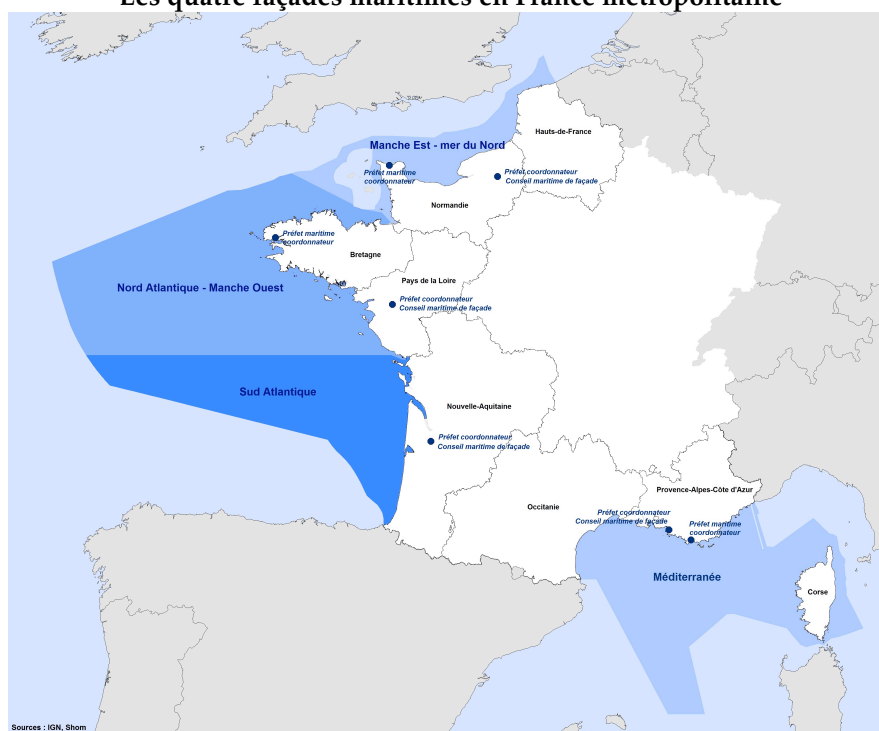 Les quatre façades maritimes en France métropolitaine
Hauts-de-France
Manche Est - mer du Nord
Préfet maritime
coordonnateur
Préfet coordonnateur
Conseil maritime de façade
Normandie
Préfet maritime
coordonnateur
Bretagne
Pays de la Loire
Nord Atlantique - Manche Ouest
Préfet coordonnateur
Conseil maritime de façade
Sud Atlantique
Nouvelle-Aquitaine
Préfet coordonnateur
Conseil maritime de façade
Provence-Alpes-Côte d'Azur
Occitanie
Préfet coordonnateur
Conseil maritime de façade
Préfet maritime
coordonnateur
Méditerranée
Corse
Sources : IGN, Shom